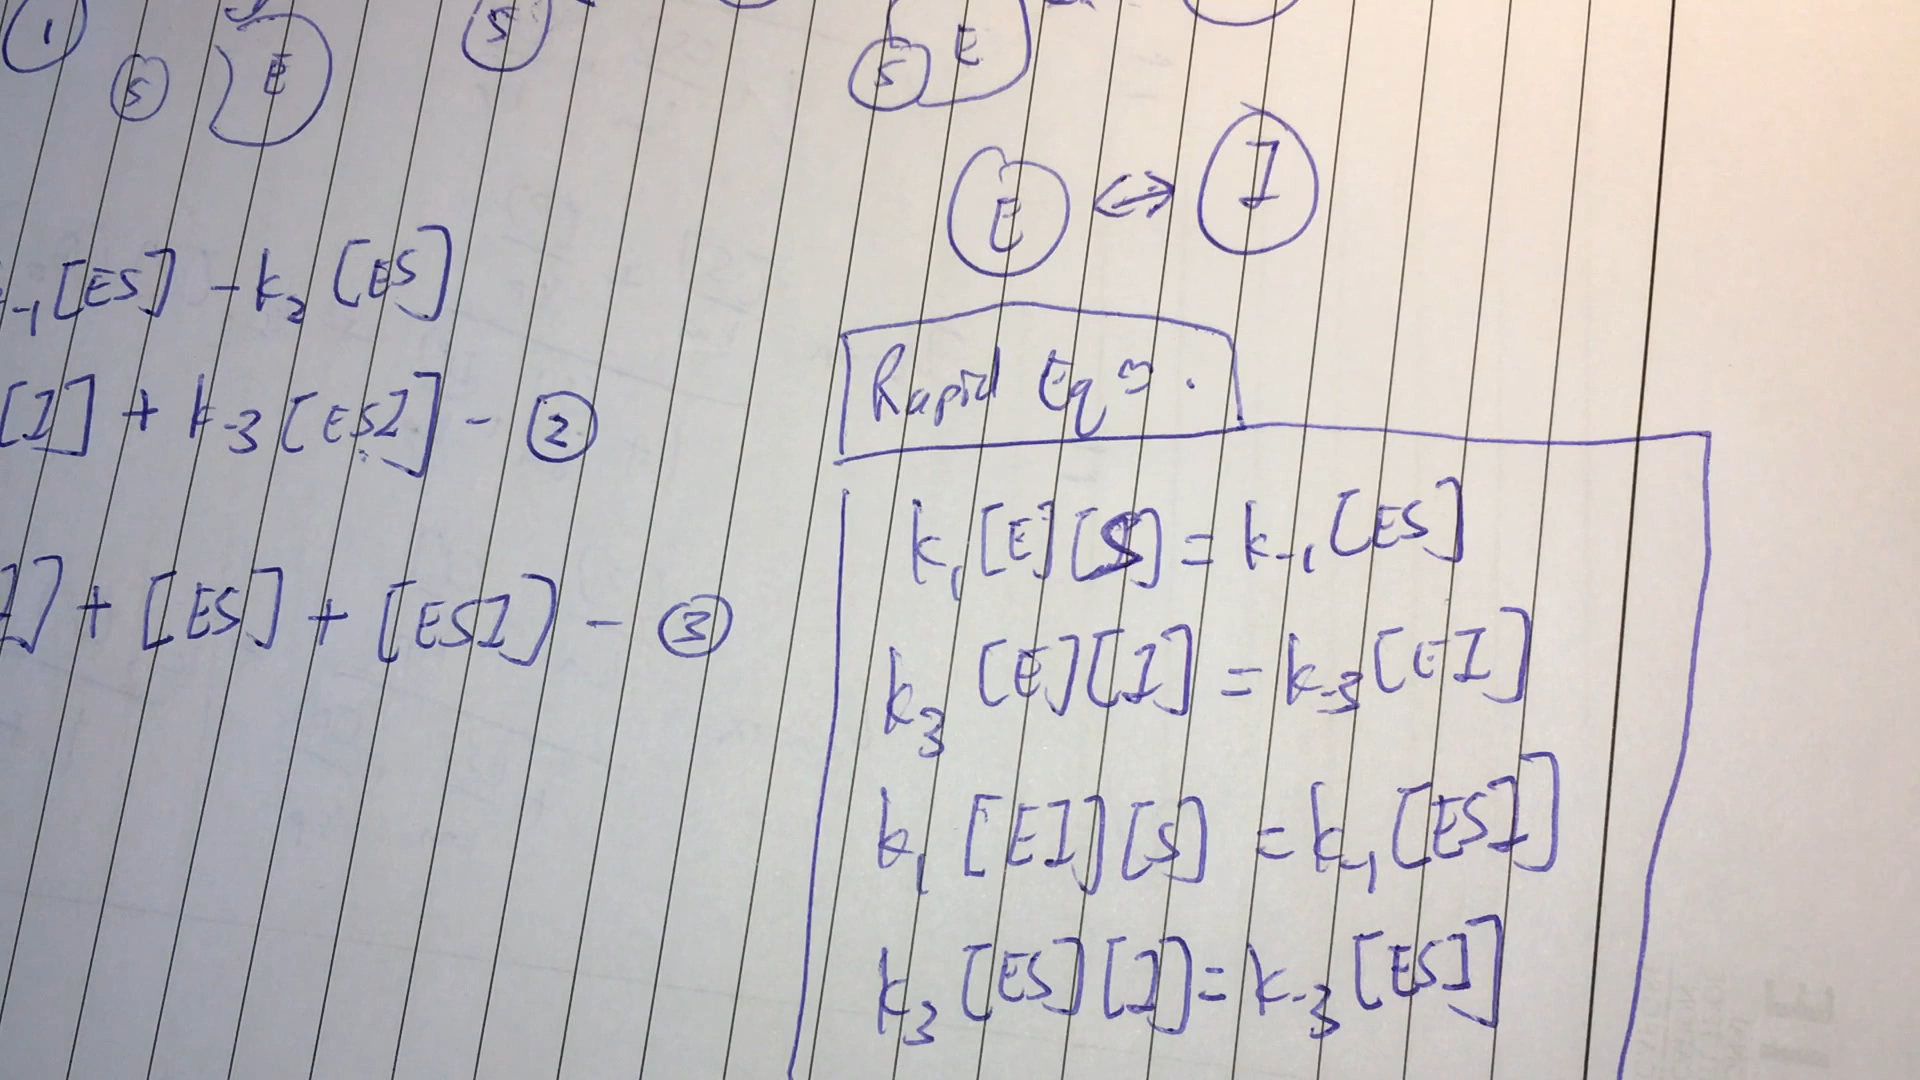 1
S E
S
S E
E ↔ I
-1[ES] - k2 [ES]
[I] + k-3 [ESI] - ②
] + [ES] + [ESI] - ③
Rapid Eq
k1[E][S] = k-1[ES]
k3 [E][I] = k-3[EI]
k1 [EI][S] = k-1[ESI]
k3 [ES][I] = k-3 [ESI]